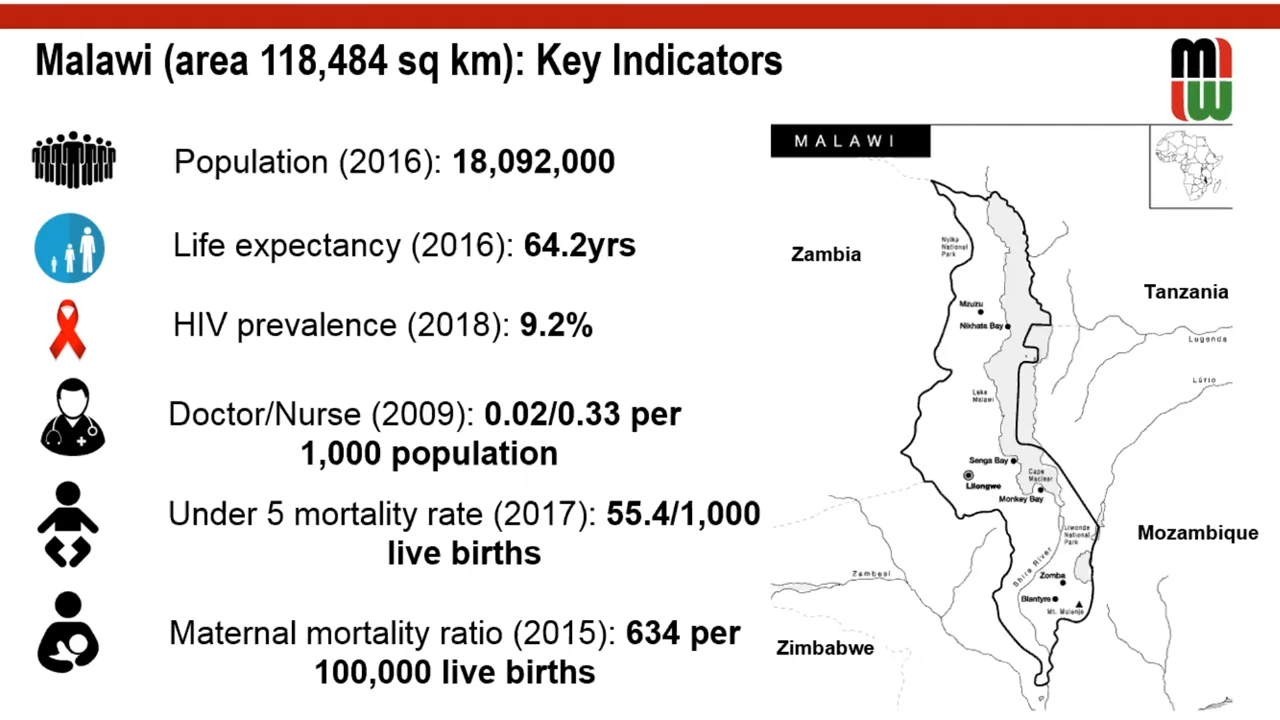 Malawi (area 118,484 sq km): Key Indicators
Population (2016): 18,092,000
Life expectancy (2016): 64.2yrs
HIV prevalence (2018): 9.2%
Doctor/Nurse (2009): 0.02/0.33 per
1,000 population
Under 5 mortality rate (2017): 55.4/1,000
live births
Maternal mortality ratio (2015): 634 per
100,000 live births
MALAWI
Zambia
Nyika
National
Park
Tanzania
Mzuzu
Nkhata Bay
Lugenda
Lúrio
Lake
Malawi
Senga Bay
Cape
Maclear
Lilongwe
Monkey Bay
Liwonde
National
Park
Mozambique
Shire River
Zambesi
Zomba
Blantyre
Mt. Mulanje
Zimbabwe